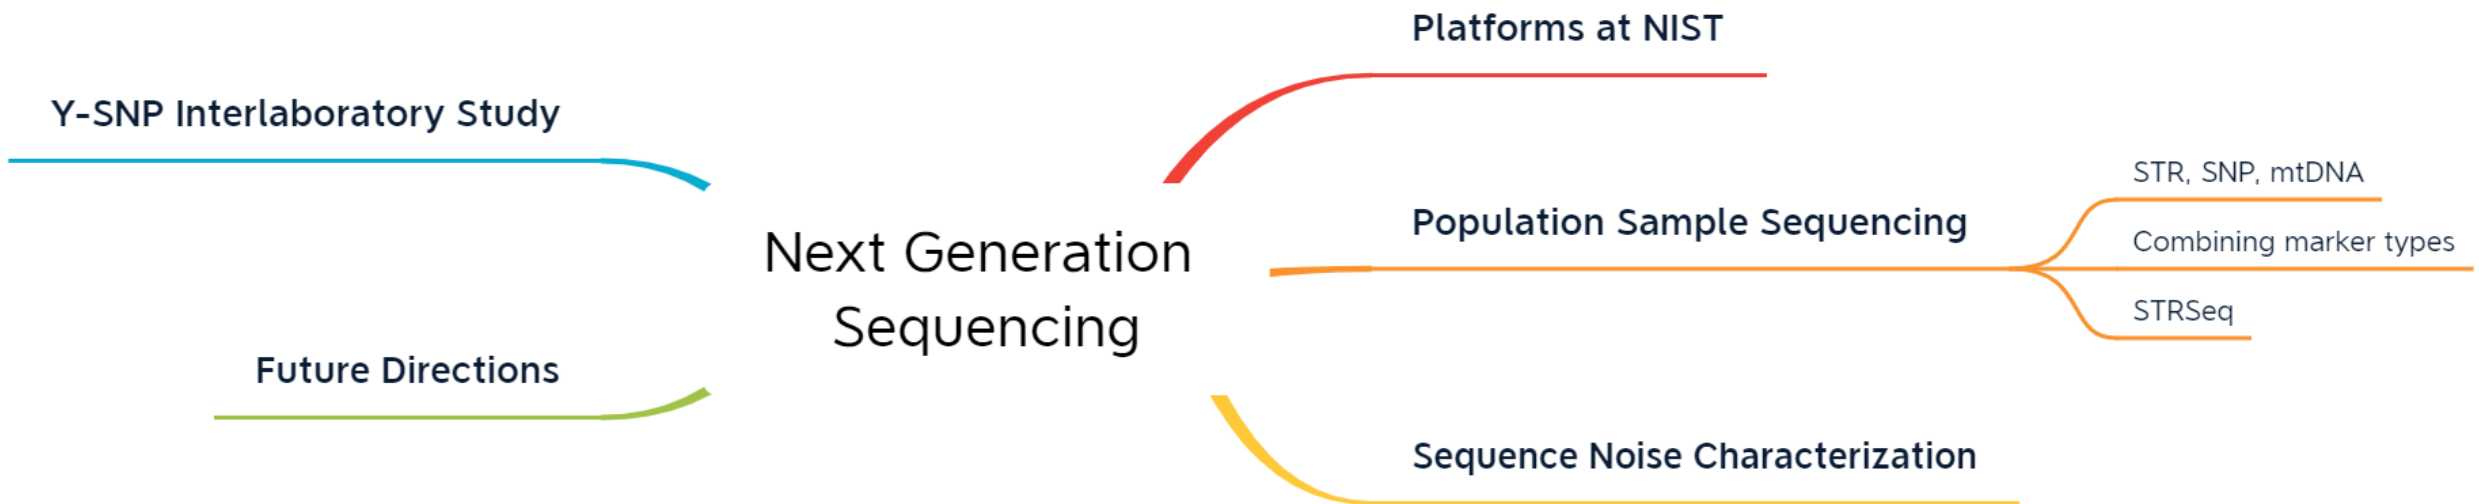 Next Generation
Sequencing
Platforms at NIST
Population Sample Sequencing
STR, SNP, mtDNA
Combining marker types
STRSeq
Sequence Noise Characterization
Y-SNP Interlaboratory Study
Future Directions